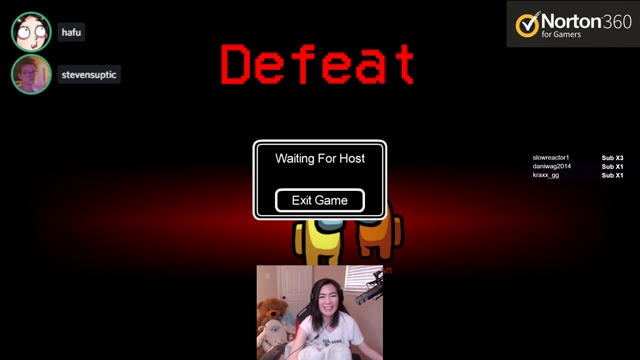 hafu
stevensuptic
Norton360
for Gamers
Defeat
Waiting For Host
Exit Game
slowreactor1 Sub X3
daniwag2014 Sub X1
kraxx_gg Sub X1